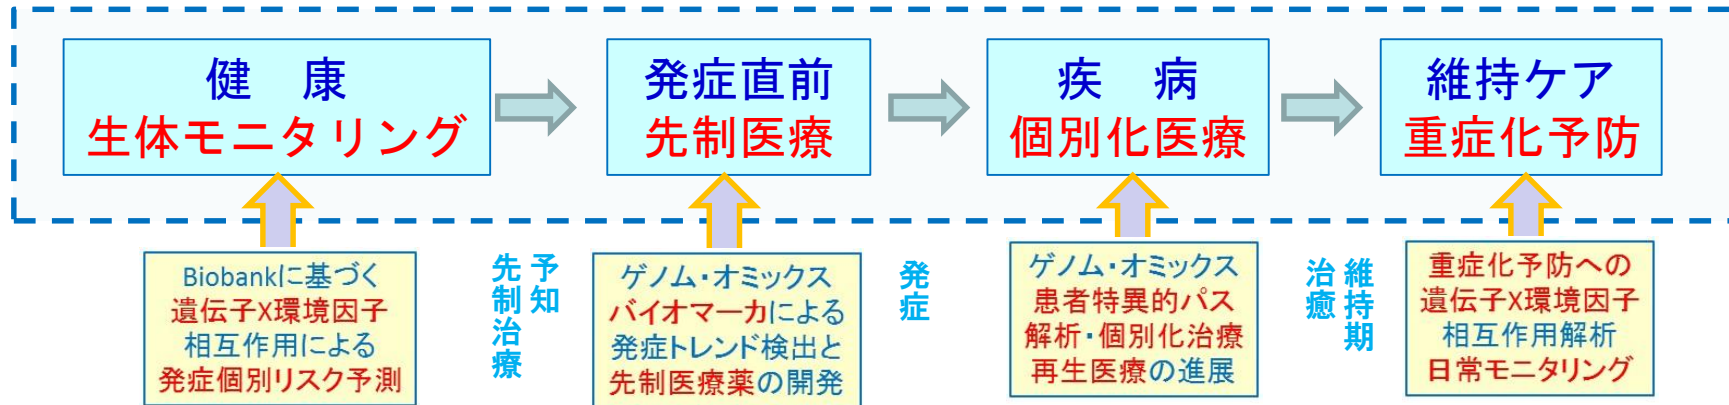 健　康
生体モニタリング
発症直前
先制医療
疾　病
個別化医療
維持ケア
重症化予防
Biobankに基づく
遺伝子X環境因子
相互作用による
発症個別リスク予測
予知
先制治療
ゲノム・オミックス
バイオマーカによる
発症トレンド検出と
先制医療薬の開発
発症
ゲノム・オミックス
患者特異的パス
解析・個別化治療
再生医療の進展
維持期
治癒
重症化予防への
遺伝子X環境因子
相互作用解析
日常モニタリング